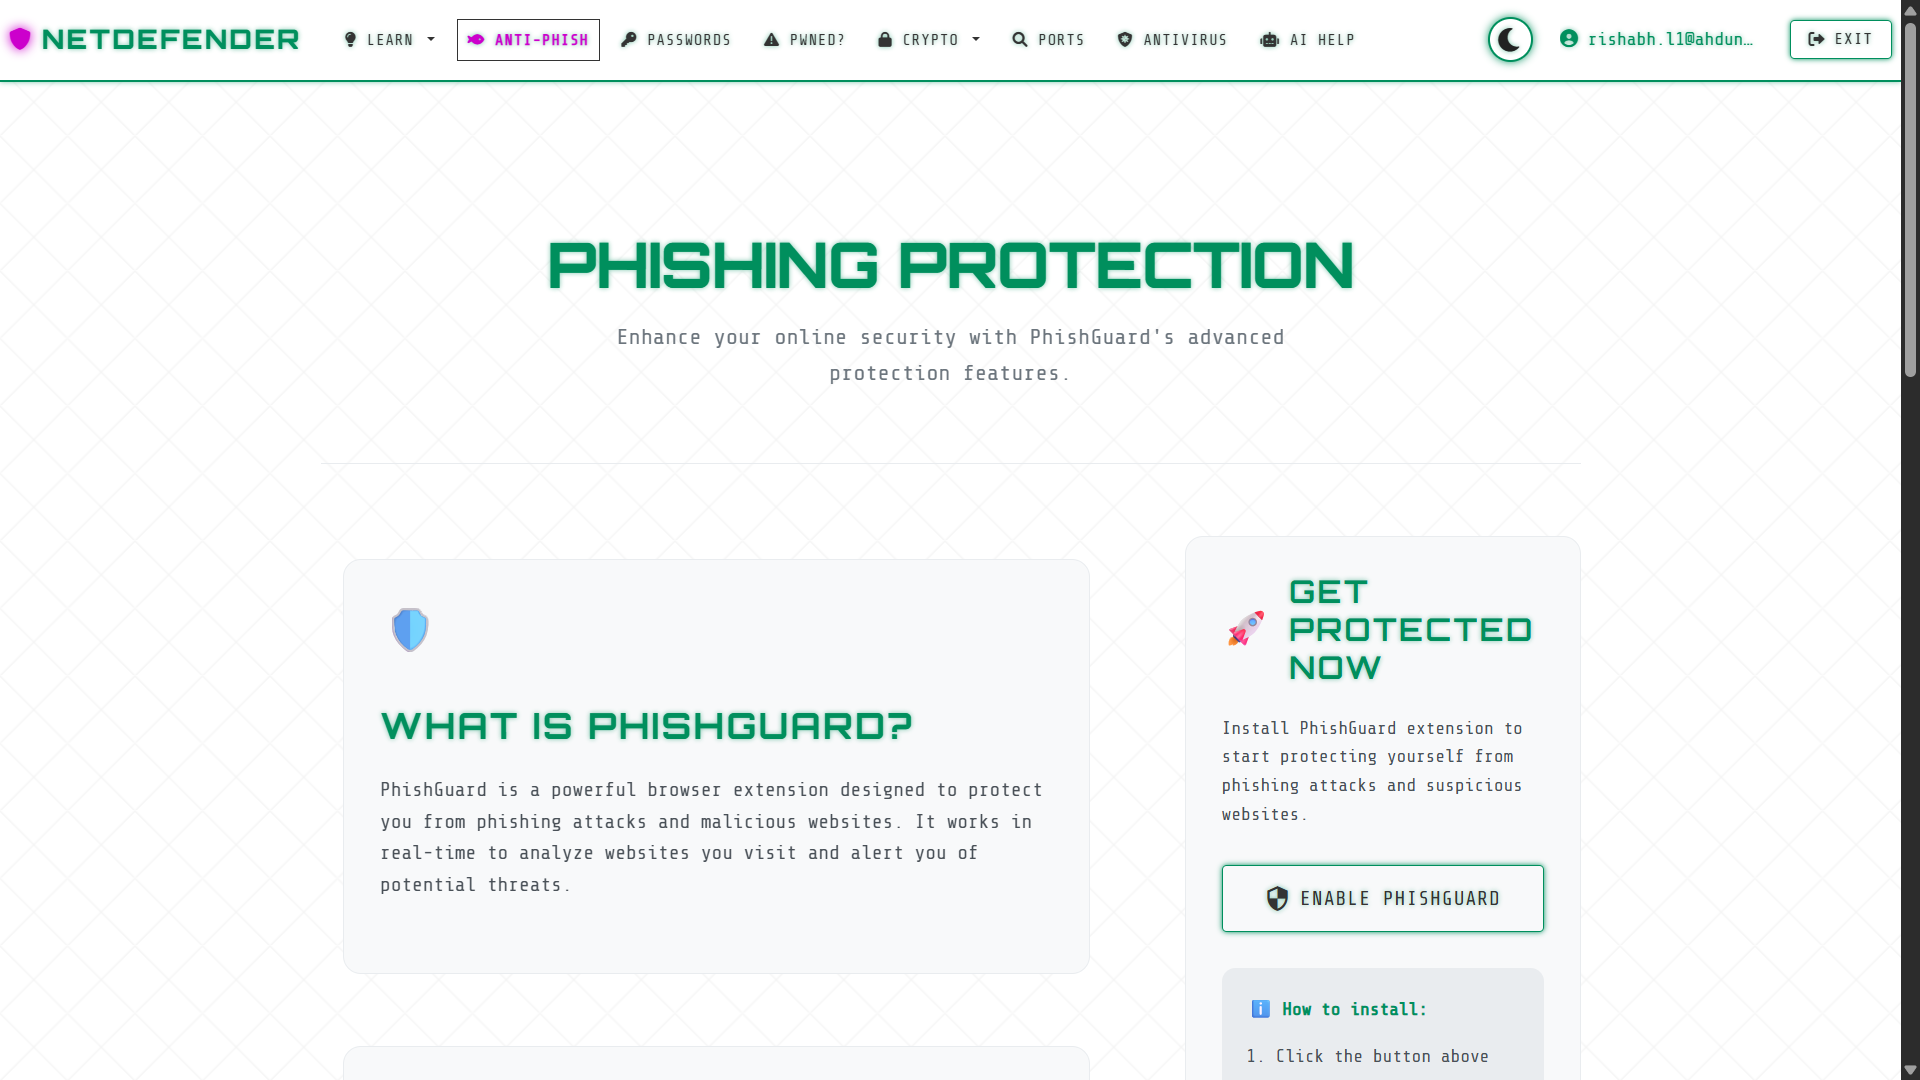 NETDEFENDER
LEARN
ANTI-PHISH
PASSWORDS
PWNED?
CRYPTO
PORTS
ANTIVIRUS
AI HELP
rishabh.l1@ahdun…
EXIT
PHISHING PROTECTION
Enhance your online security with PhishGuard's advanced
protection features.
WHAT IS PHISHGUARD?
PhishGuard is a powerful browser extension designed to protect
you from phishing attacks and malicious websites. It works in
real-time to analyze websites you visit and alert you of
potential threats.
GET
PROTECTED
NOW
Install PhishGuard extension to
start protecting yourself from
phishing attacks and suspicious
websites.
ENABLE PHISHGUARD
How to install:
1. Click the button above